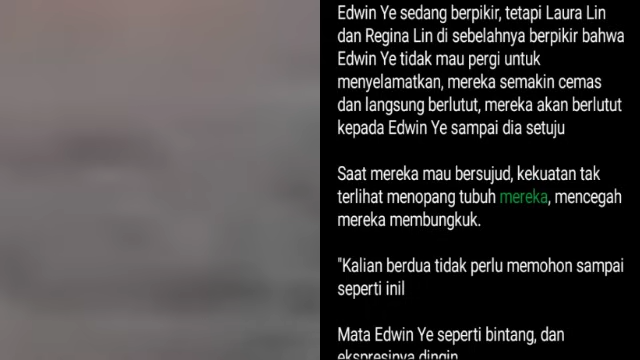 Edwin Ye sedang berpikir, tetapi Laura Lin
dan Regina Lin di sebelahnya berpikir bahwa
Edwin Ye tidak mau pergi untuk
menyelamatkan, mereka semakin cemas
dan langsung berlutut, mereka akan berlutut
kepada Edwin Ye sampai dia setuju
Saat mereka mau bersujud, kekuatan tak
terlihat menopang tubuh mereka, mencegah
mereka membungkuk.
"Kalian berdua tidak perlu memohon sampai
seperti inil
Mata Edwin Ye seperti bintang, dan
ekspresinya dingin